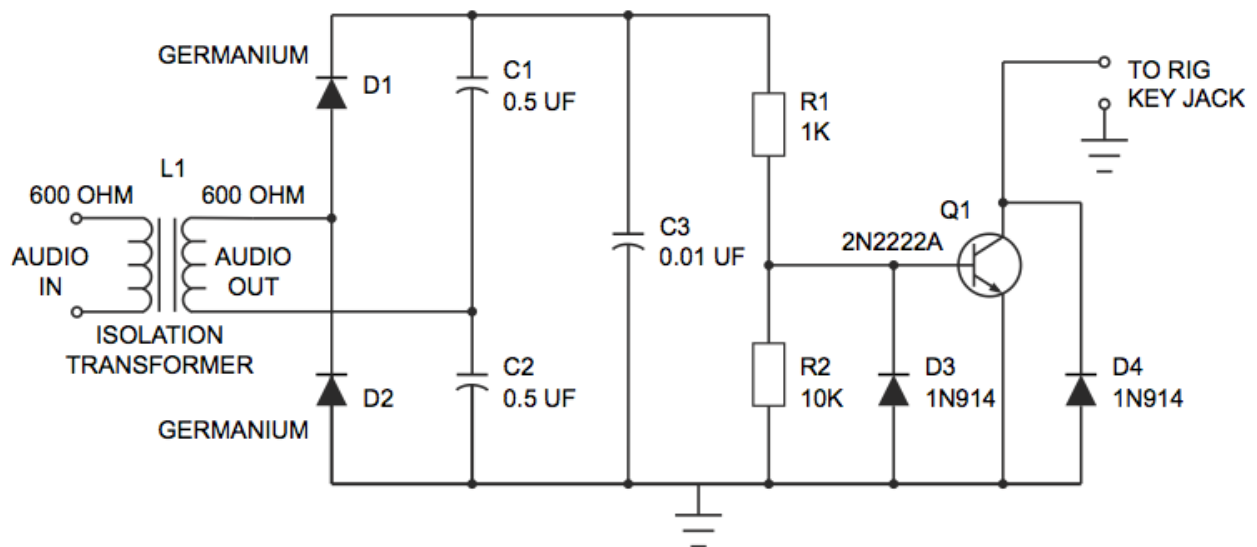 GERMANIUM
D1
C1
0.5 UF
R1
1K
TO RIG
KEY JACK
L1
600 OHM
600 OHM
AUDIO
IN
AUDIO
OUT
ISOLATION
TRANSFORMER
C3
0.01 UF
Q1
2N2222A
D2
GERMANIUM
C2
0.5 UF
R2
10K
D3
1N914
D4
1N914